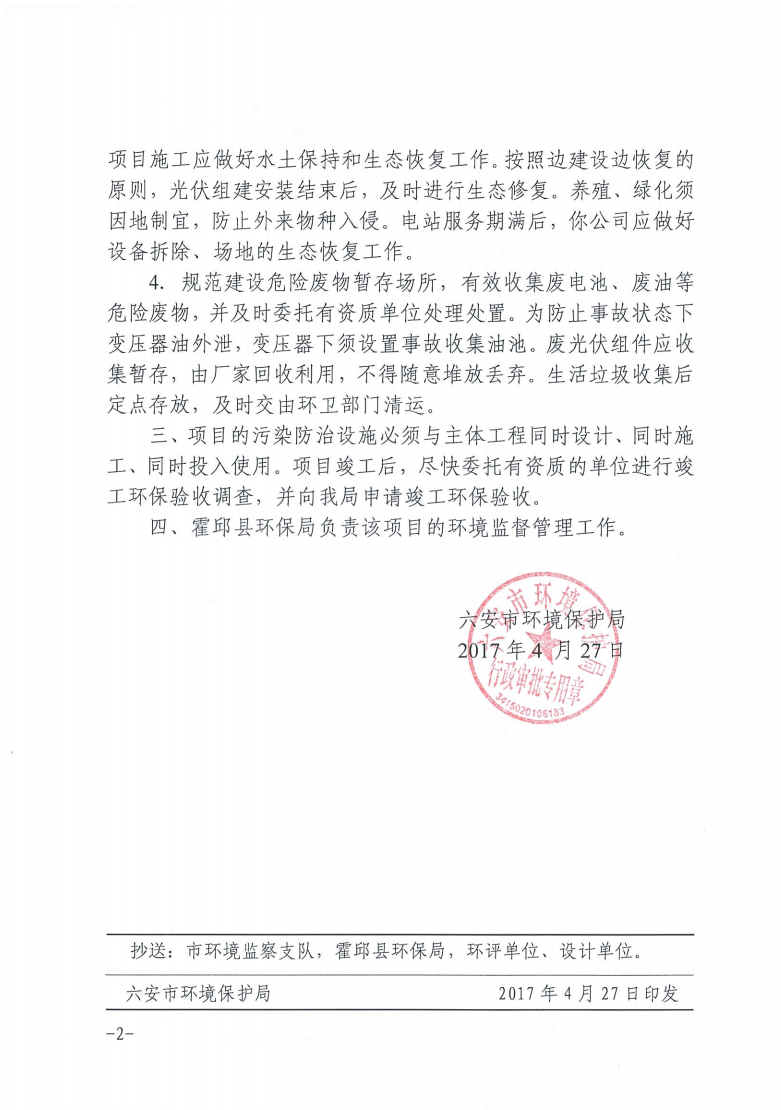 项目施工应做好水土保持和生态恢复工作。按照边建设边恢复的
原则，光伏组建安装结束后，及时进行生态修复。养殖、绿化须
因地制宜，防止外来物种入侵。电站服务期满后，你公司应做好
设备拆除、场地的生态恢复工作。
4. 规范建设危险废物暂存场所，有效收集废电池、废油等
危险废物，并及时委托有资质单位处理处置。为防止事故状态下
变压器油外泄，变压器下须设置事故收集油池。废光伏组件应收
集暂存，由厂家回收利用，不得随意堆放丢弃。生活垃圾收集后
定点存放，及时交由环卫部门清运。
三、项目的污染防治设施必须与主体工程同时设计、同时施
工、同时投入使用。项目竣工后，尽快委托有资质的单位进行竣
工环保验收调查，并向我局申请竣工环保验收。
四、霍邱县环保局负责该项目的环境监督管理工作。
六安市环境保护局
2017年4月27日
六安市环境保护局
行政审批专用章
3415020106183
抄送：市环境监察支队，霍邱县环保局，环评单位、设计单位。
六安市环境保护局 2017年4月27日印发
-2-